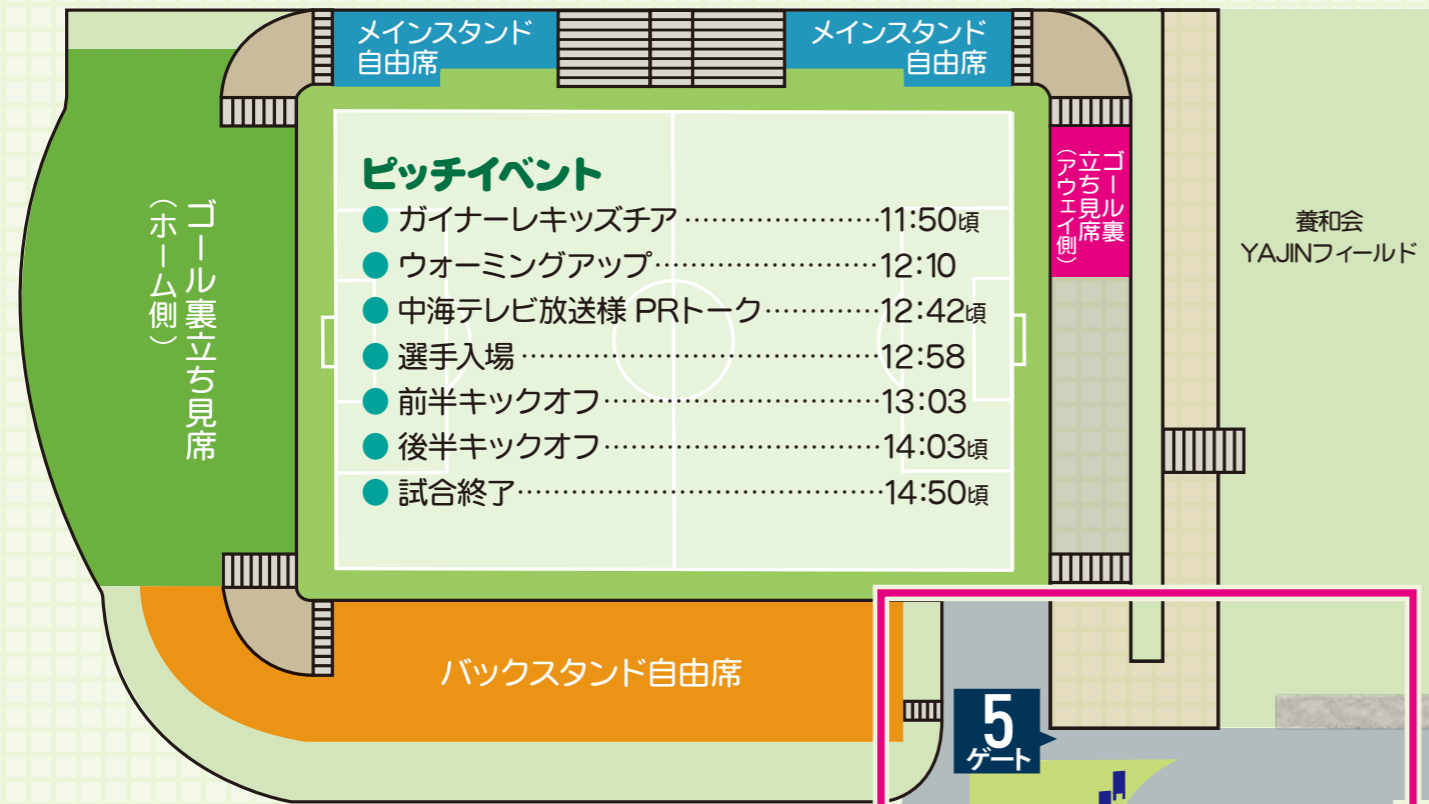 メインスタンド
自由席
メインスタンド
自由席
ピッチイベント
● ガイナーレキッズチア…………………11:50頃
● ウォーミングアップ……………………12:10
● 中海テレビ放送様 PRトーク…………12:42頃
● 選手入場…………………………………12:58
● 前半キックオフ…………………………13:03
● 後半キックオフ…………………………14:03頃
● 試合終了…………………………………14:50頃
ゴール裏
立ち見席
（アウェイ側）
養和会
YAJINフィールド
ゴール裏立ち見席
（ホーム側）
バックスタンド自由席
5
ゲート